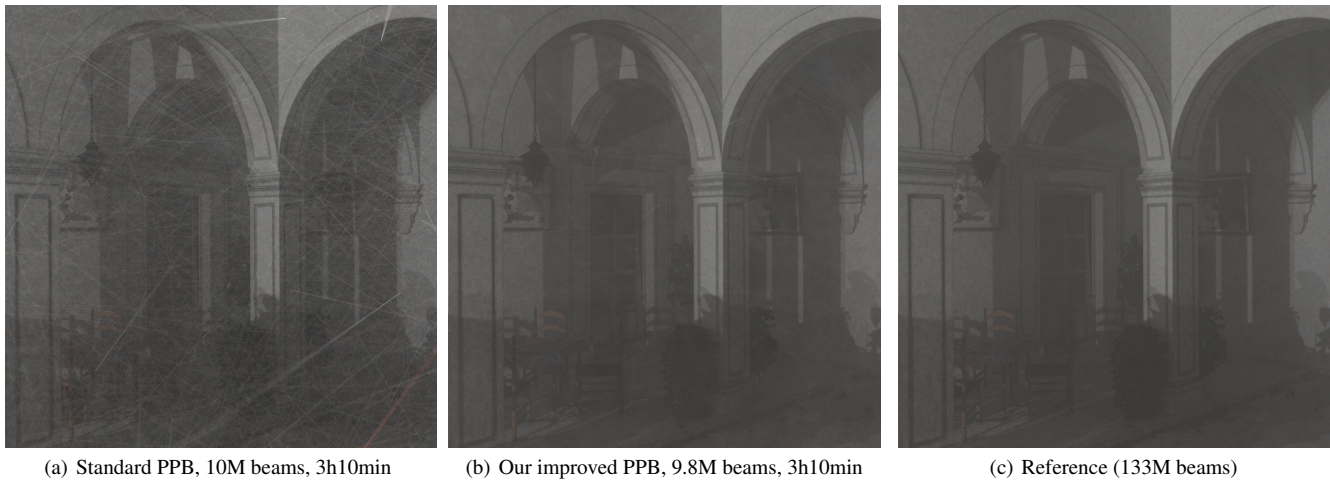 (a) Standard PPB, 10M beams, 3h10min
(b) Our improved PPB, 9.8M beams, 3h10min
(c) Reference (133M beams)